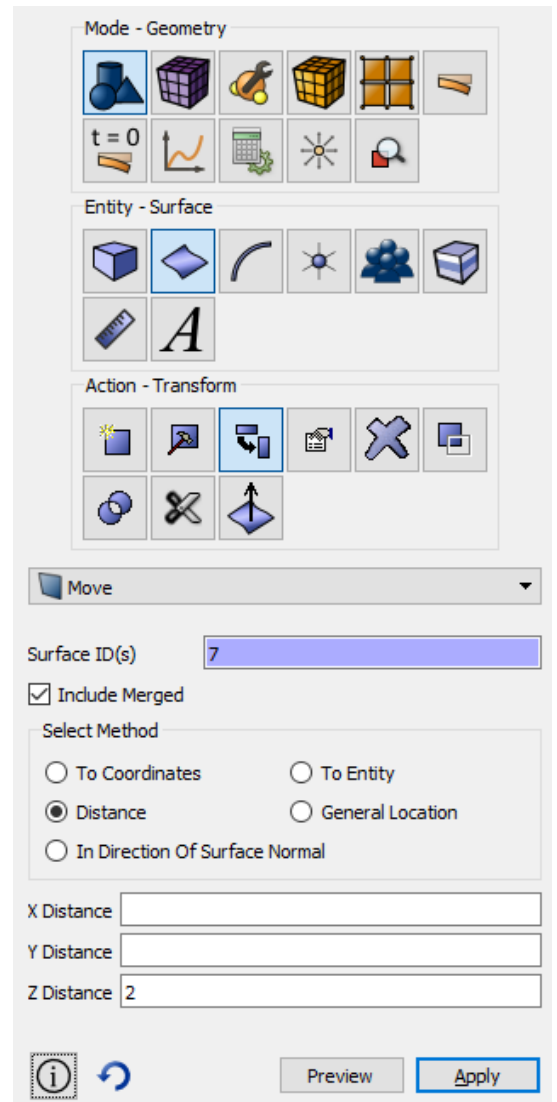 Mode - Geometry
t = 0
Entity - Surface
A
Action - Transform
Move
Surface ID(s) 7
Include Merged
Select Method
To Coordinates To Entity
Distance General Location
In Direction Of Surface Normal
X Distance
Y Distance
Z Distance 2
i Preview Apply